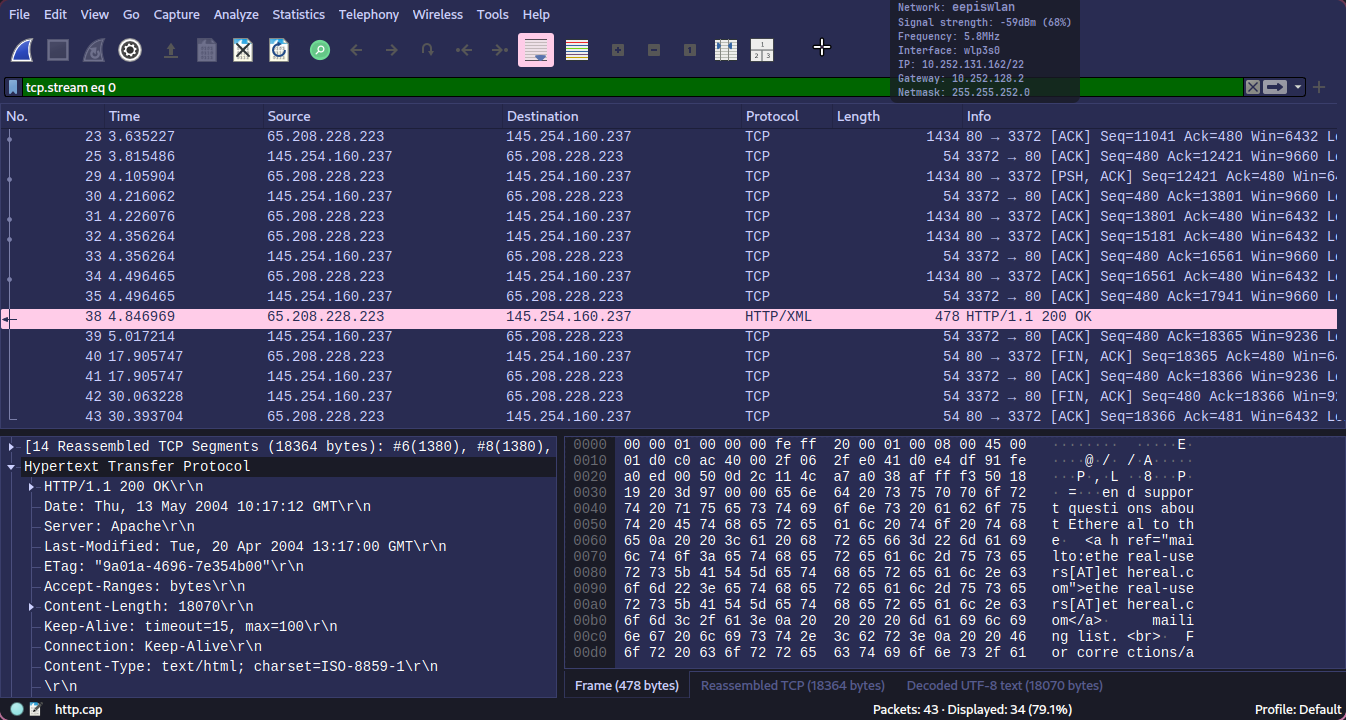 File Edit View Go Capture Analyze Statistics Telephony Wireless Tools Help
Network: eepiswlan
Signal strength: -59dBm (68%)
Frequency: 5.8MHz
Interface: wlp3s0
IP: 10.252.131.162/22
Gateway: 10.252.128.2
Netmask: 255.255.252.0
tcp.stream eq 0
No. Time Source Destination Protocol Length Info
23 3.635227 65.208.228.223 145.254.160.237 TCP 1434 80 → 3372 [ACK] Seq=11041 Ack=480 Win=6432 Le
25 3.815486 145.254.160.237 65.208.228.223 TCP 54 3372 → 80 [ACK] Seq=480 Ack=12421 Win=9660 Le
29 4.105904 65.208.228.223 145.254.160.237 TCP 1434 80 → 3372 [PSH, ACK] Seq=12421 Ack=480 Win=64
30 4.216062 145.254.160.237 65.208.228.223 TCP 54 3372 → 80 [ACK] Seq=480 Ack=13801 Win=9660 Le
31 4.226076 65.208.228.223 145.254.160.237 TCP 1434 80 → 3372 [ACK] Seq=13801 Ack=480 Win=6432 Le
32 4.356264 65.208.228.223 145.254.160.237 TCP 1434 80 → 3372 [ACK] Seq=15181 Ack=480 Win=6432 Le
33 4.356264 145.254.160.237 65.208.228.223 TCP 54 3372 → 80 [ACK] Seq=480 Ack=16561 Win=9660 Le
34 4.496465 65.208.228.223 145.254.160.237 TCP 1434 80 → 3372 [ACK] Seq=16561 Ack=480 Win=6432 Le
35 4.496465 145.254.160.237 65.208.228.223 TCP 54 3372 → 80 [ACK] Seq=480 Ack=17941 Win=9660 Le
38 4.846969 65.208.228.223 145.254.160.237 HTTP/XML 478 HTTP/1.1 200 OK
39 5.017214 145.254.160.237 65.208.228.223 TCP 54 3372 → 80 [ACK] Seq=480 Ack=18365 Win=9236 Le
40 17.905747 65.208.228.223 145.254.160.237 TCP 54 80 → 3372 [FIN, ACK] Seq=18365 Ack=480 Win=64
41 17.905747 145.254.160.237 65.208.228.223 TCP 54 3372 → 80 [ACK] Seq=480 Ack=18366 Win=9236 Le
42 30.063228 145.254.160.237 65.208.228.223 TCP 54 3372 → 80 [FIN, ACK] Seq=480 Ack=18366 Win=92
43 30.393704 65.208.228.223 145.254.160.237 TCP 54 80 → 3372 [ACK] Seq=18366 Ack=481 Win=6432 Le
[14 Reassembled TCP Segments (18364 bytes): #6(1380), #8(1380),
Hypertext Transfer Protocol
HTTP/1.1 200 OK\r\n
Date: Thu, 13 May 2004 10:17:12 GMT\r\n
Server: Apache\r\n
Last-Modified: Tue, 20 Apr 2004 13:17:00 GMT\r\n
ETag: "9a01a-4696-7e354b00"\r\n
Accept-Ranges: bytes\r\n
Content-Length: 18070\r\n
Keep-Alive: timeout=15, max=100\r\n
Connection: Keep-Alive\r\n
Content-Type: text/html; charset=ISO-8859-1\r\n
\r\n
0000 00 00 01 00 00 00 fe ff 20 00 01 00 08 00 45 00 ········ ·····E·
0010 01 d0 c0 ac 40 00 2f 06 2f e0 41 d0 e4 df 91 fe ····@·/· /·A·····
0020 a0 ed 00 50 0d 2c 11 4c a7 a0 38 af ff f3 50 18 ···P·,·L ··8···P·
0030 19 20 3d 97 00 00 65 6e 64 20 73 75 70 70 6f 72 · =···en d suppor
0040 74 20 71 75 65 73 74 69 6f 6e 73 20 61 62 6f 75 t questi ons abou
0050 74 20 45 74 68 65 72 65 61 6c 20 74 6f 20 74 68 t Ethere al to th
0060 65 0a 20 20 3c 61 20 68 72 65 66 3d 22 6d 61 69 e·  <a h ref="mai
0070 6c 74 6f 3a 65 74 68 65 72 65 61 6c 2d 75 73 65 lto:ethe real-use
0080 72 73 5b 41 54 5d 65 74 68 65 72 65 61 6c 2e 63 rs[AT]et hereal.c
0090 6f 6d 22 3e 65 74 68 65 72 65 61 6c 2d 75 73 65 om">ethe real-use
00a0 72 73 5b 41 54 5d 65 74 68 65 72 65 61 6c 2e 63 rs[AT]et hereal.c
00b0 6f 6d 3c 2f 61 3e 0a 20 20 20 20 6d 61 69 6c 69 om</a>·     maili
00c0 6e 67 20 6c 69 73 74 2e 3c 62 72 3e 0a 20 20 46 ng list. <br>·  F
00d0 6f 72 20 63 6f 72 72 65 63 74 69 6f 6e 73 2f 61 or corre ctions/a
Frame (478 bytes) Reassembled TCP (18364 bytes) Decoded UTF-8 text (18070 bytes)
http.cap Packets: 43 · Displayed: 34 (79.1%) Profile: Default